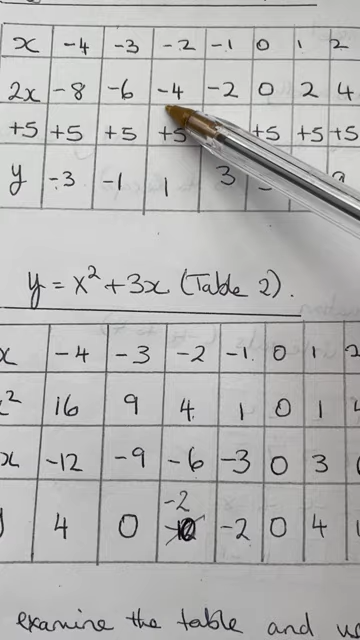 x -4 -3 -2 -1 0 1 2
2x -8 -6 -4 -2 0 2 4
+5 +5 +5 +5 +5 +5 +5
y -3 -1 1 3
y = x² + 3x (Table 2).
x -4 -3 -2 -1 0 1 2
x² 16 9 4 1 0 1
x -12 -9 -6 -3 0 3
-2
4 0 -2 0 4
examine the table and